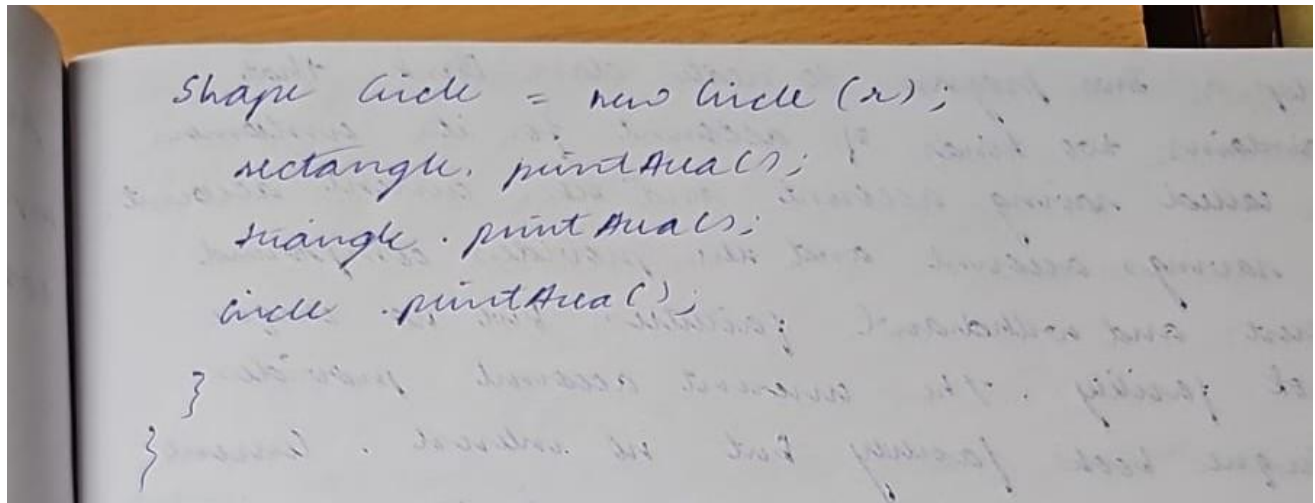 Shape Circle = new Circle (r);
rectangle. printArea();
triangle. printArea();
circle .printArea();
}
}